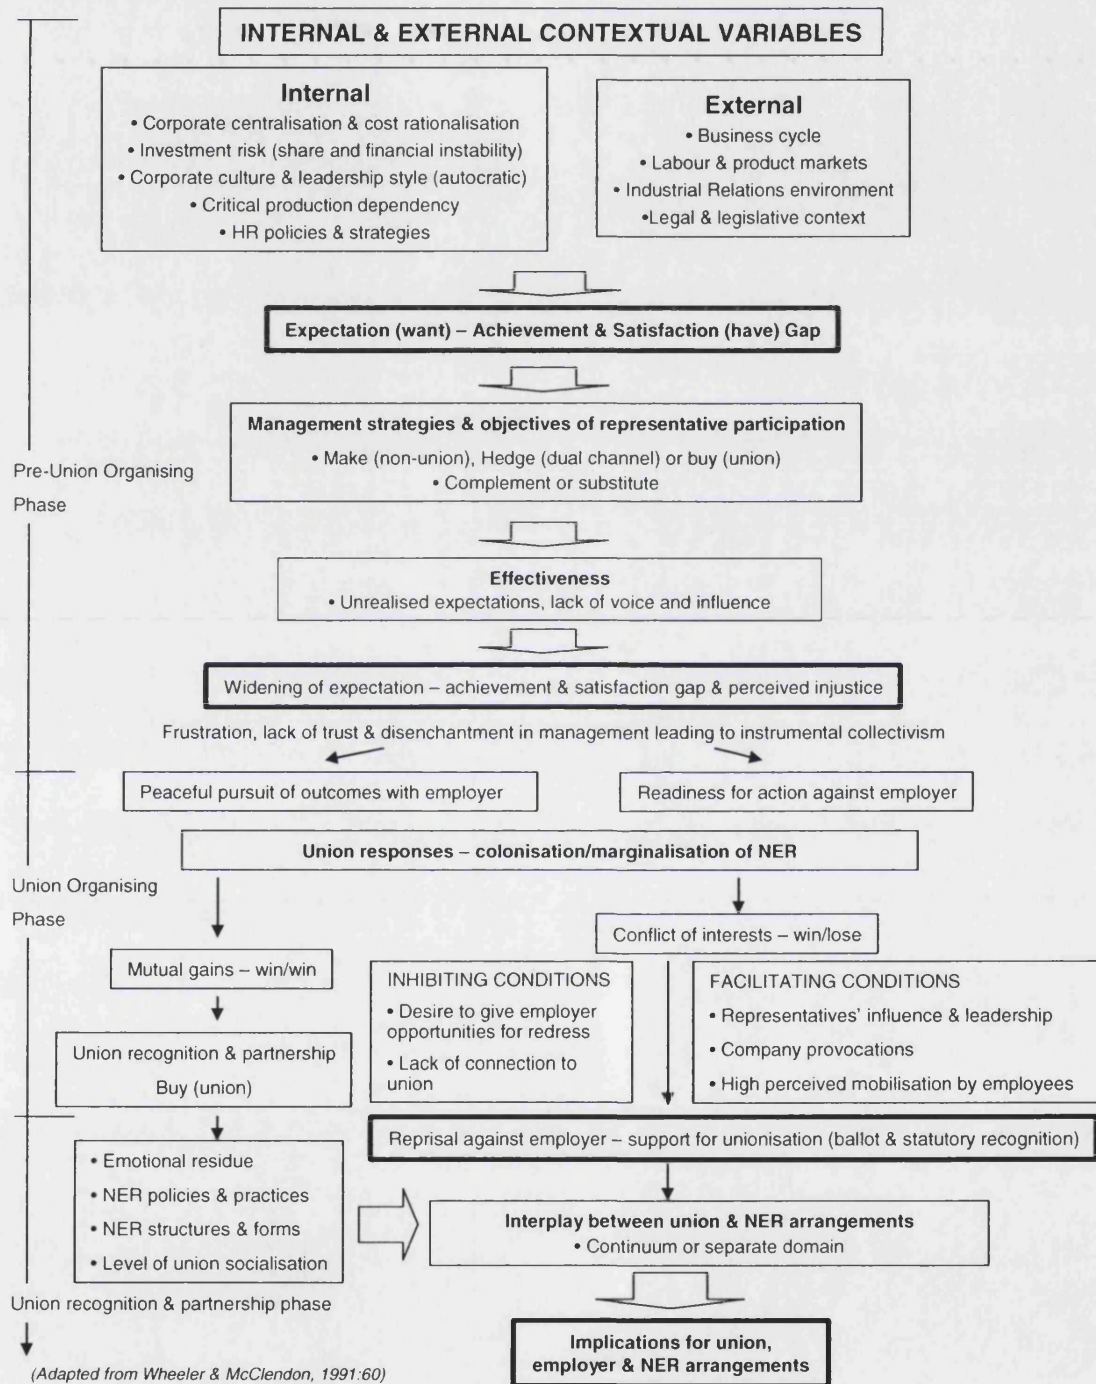 INTERNAL & EXTERNAL CONTEXTUAL VARIABLES
Internal
• Corporate centralisation & cost rationalisation
• Investment risk (share and financial instability)
• Corporate culture & leadership style (autocratic)
• Critical production dependency
• HR policies & strategies
External
• Business cycle
• Labour & product markets
• Industrial Relations environment
•Legal & legislative context
Expectation (want) – Achievement & Satisfaction (have) Gap
Management strategies & objectives of representative participation
• Make (non-union), Hedge (dual channel) or buy (union)
• Complement or substitute
Pre-Union Organising
Phase
Effectiveness
• Unrealised expectations, lack of voice and influence
Widening of expectation – achievement & satisfaction gap & perceived injustice
Frustration, lack of trust & disenchantment in management leading to instrumental collectivism
Peaceful pursuit of outcomes with employer
Readiness for action against employer
Union responses – colonisation/marginalisation of NER
Union Organising
Phase
Conflict of interests – win/lose
Mutual gains – win/win
INHIBITING CONDITIONS
• Desire to give employer
opportunities for redress
• Lack of connection to
union
FACILITATING CONDITIONS
• Representatives' influence & leadership
• Company provocations
• High perceived mobilisation by employees
Union recognition & partnership
Buy (union)
Reprisal against employer – support for unionisation (ballot & statutory recognition)
• Emotional residue
• NER policies & practices
• NER structures & forms
• Level of union socialisation
Interplay between union & NER arrangements
• Continuum or separate domain
Union recognition & partnership phase
Implications for union,
employer & NER arrangements
(Adapted from Wheeler & McClendon, 1991:60)